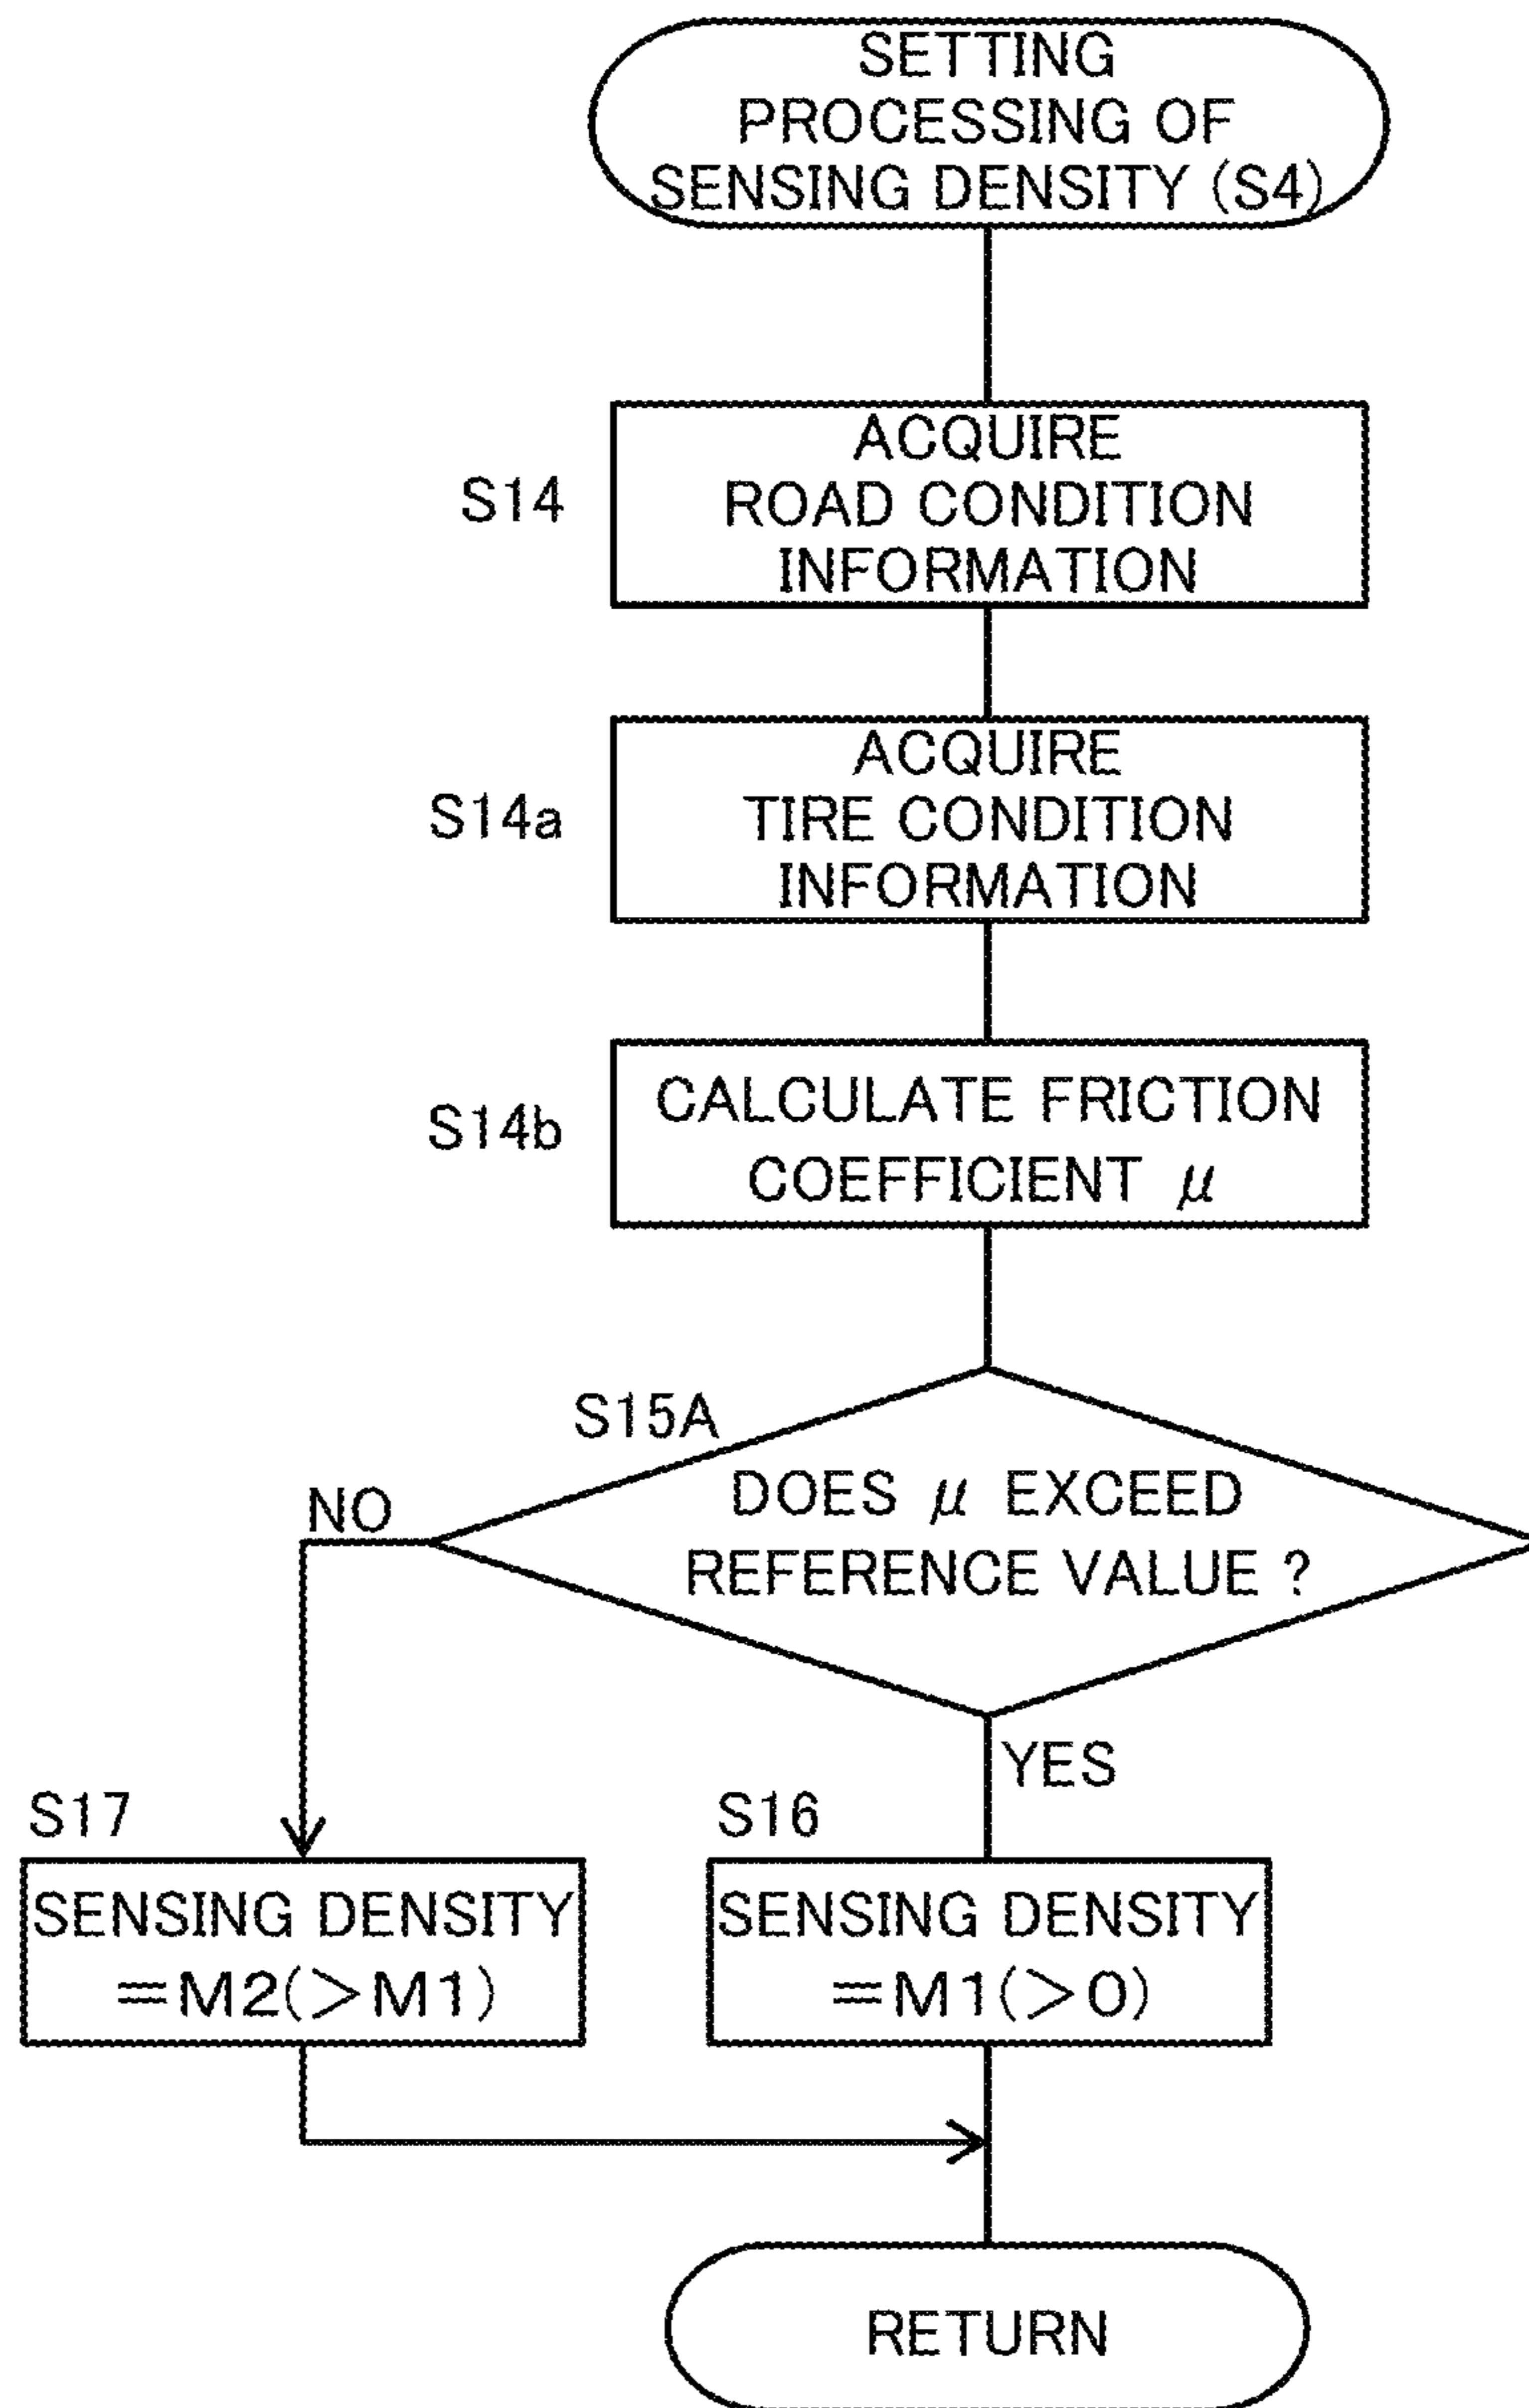 SETTING
PROCESSING OF
SENSING DENSITY (S4)
S14
ACQUIRE
ROAD CONDITION
INFORMATION
S14a
ACQUIRE
TIRE CONDITION
INFORMATION
S14b
CALCULATE FRICTION
COEFFICIENT μ
S15A
DOES μ EXCEED
REFERENCE VALUE ?
NO
YES
S17
SENSING DENSITY
=M2(>M1)
S16
SENSING DENSITY
=M1(>0)
RETURN